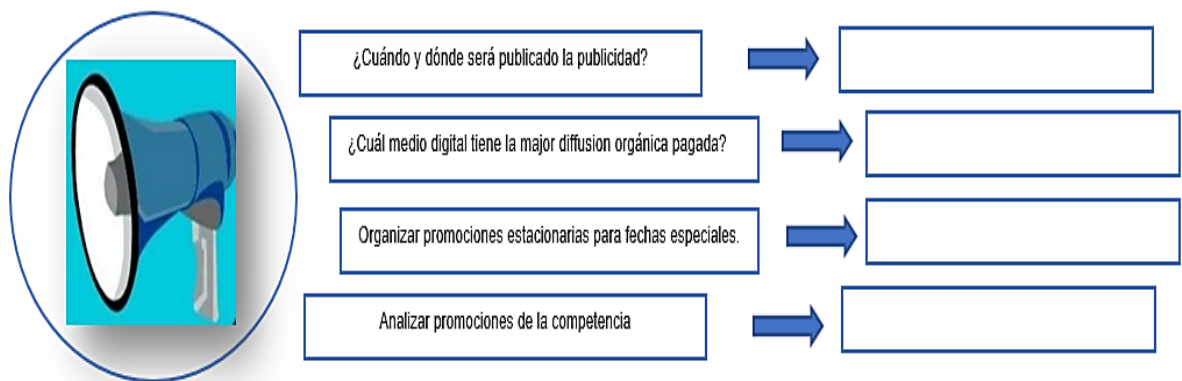 ¿Cuándo y dónde será publicado la publicidad?
¿Cuál medio digital tiene la major diffusion orgánica pagada?
Organizar promociones estacionarias para fechas especiales.
Analizar promociones de la competencia